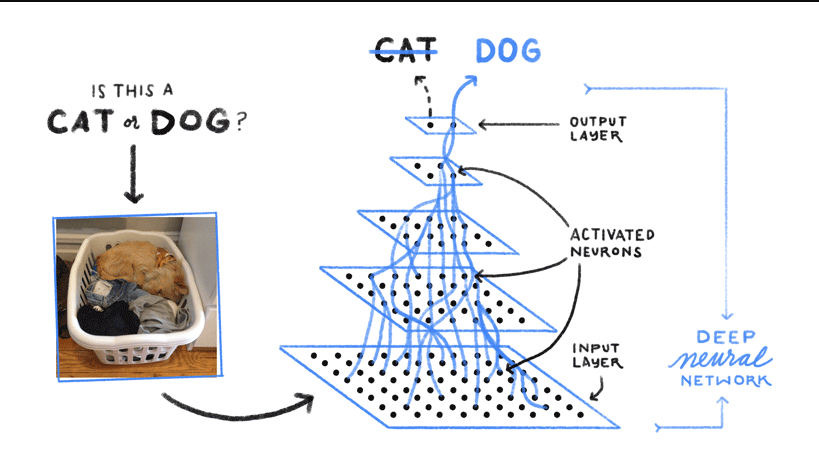 IS THIS A
CAT or DOG?
CAT DOG
OUTPUT
LAYER
ACTIVATED
NEURONS
INPUT
LAYER
DEEP
neural
NETWORK